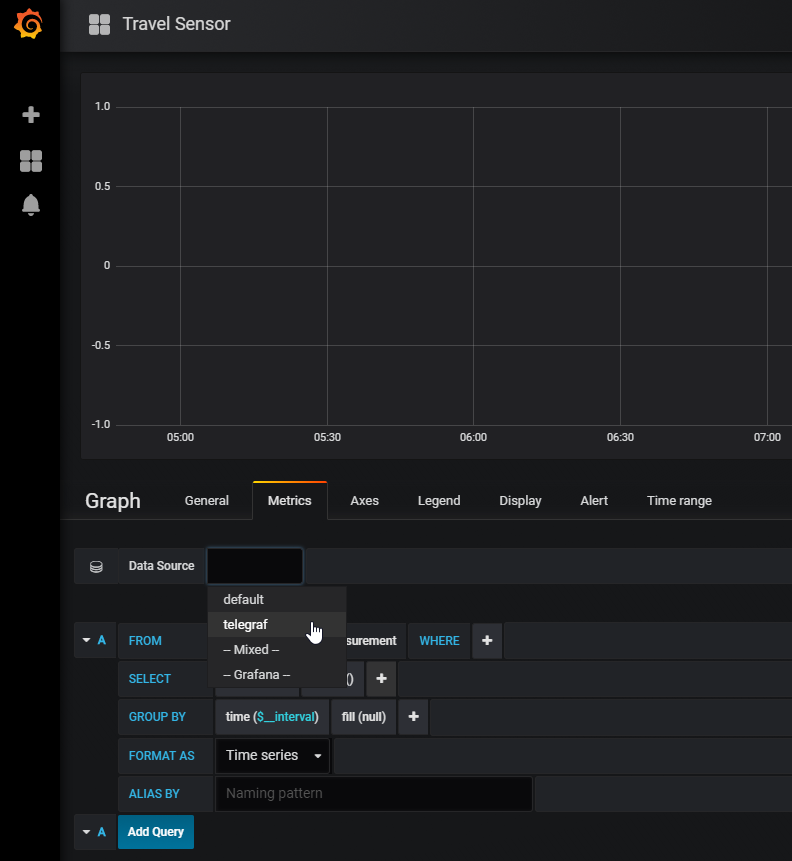 Travel Sensor
1.0
0.5
0
-0.5
-1.0
05:00 05:30 06:00 06:30 07:00
Graph General Metrics Axes Legend Display Alert Time range
Data Source
default
telegraf
-- Mixed --
-- Grafana --
A FROM surement WHERE +
SELECT () +
GROUP BY time ($__interval) fill (null) +
FORMAT AS Time series
ALIAS BY Naming pattern
A Add Query